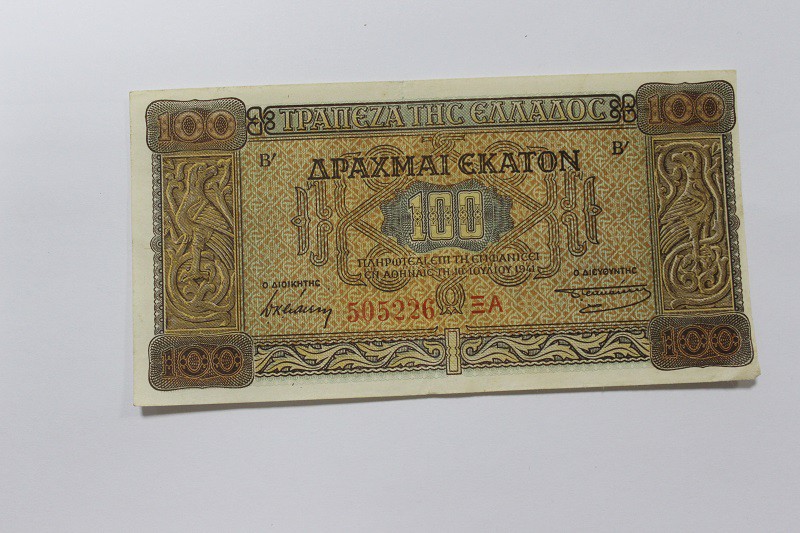 100 ΤΡΑΠΕΖΑ ΤΗΣ ΕΛΛΑΔΟΣ 100
Β' ΔΡΑΧΜΑΙ ΕΚΑΤΟΝ Β'
100
ΠΛΗΡΩΤΕΑΙ ΕΠΙ ΤΗ ΕΜΦΑΝΙΣΕΙ
ΕΝ ΑΘΗΝΑΙΣ ΤΗ 10 ΙΟΥΛΙΟΥ 1941
Ο ΔΙΟΙΚΗΤΗΣ Ο ΔΙΕΥΘΥΝΤΗΣ
505226 ΞΑ
100 100